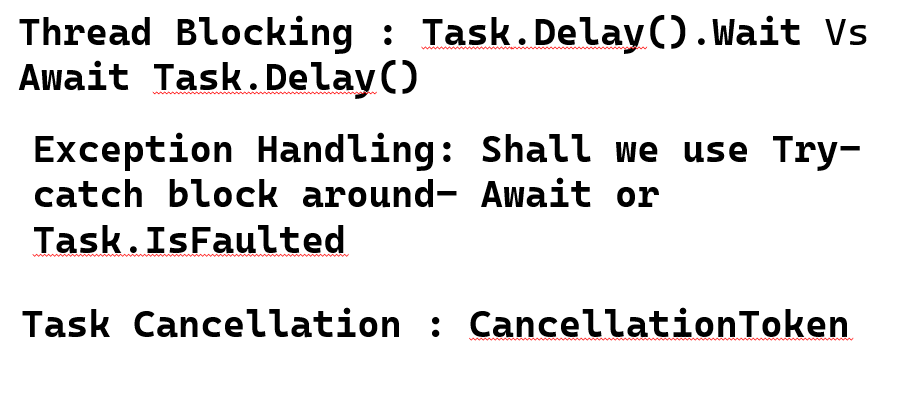 Thread Blocking : Task.Delay().Wait Vs
Await Task.Delay()
Exception Handling: Shall we use Try-
catch block around– Await or
Task.IsFaulted
Task Cancellation : CancellationToken